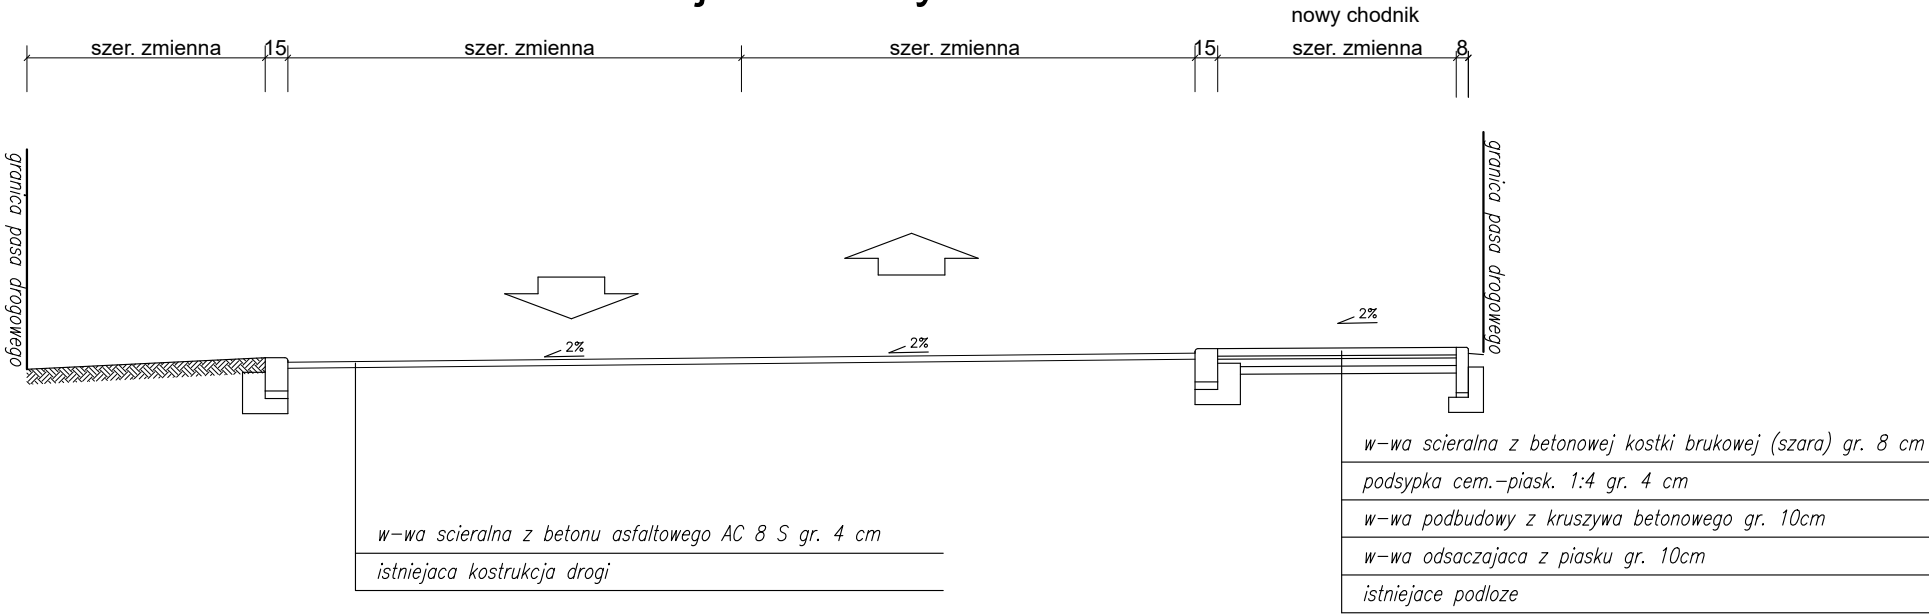 nowy chodnik
szer. zmienna 15 szer. zmienna szer. zmienna 15 szer. zmienna 8
granica pasa drogowego
granica pasa drogowego
2%
2%
2%
w-wa scieralna z betonowej kostki brukowej (szara) gr. 8 cm
podsypka cem.-piask. 1:4 gr. 4 cm
w-wa podbudowy z kruszywa betonowego gr. 10cm
w-wa odsaczajaca z piasku gr. 10cm
istniejace podloze
w-wa scieralna z betonu asfaltowego AC 8 S gr. 4 cm
istniejaca kostrukcja drogi